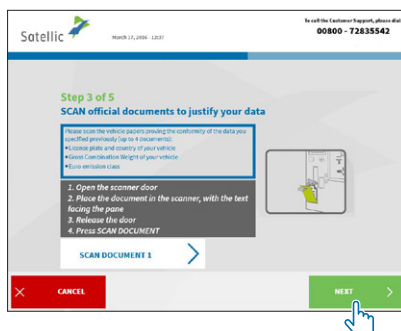 Satellic
March 17, 2016 - 12:37
To call the Customer Support, please dial
00800 - 72835542
Step 3 of 5
SCAN official documents to justify your data
Please scan the vehicle papers proving the conformity of the data you
specified previously (up to 4 documents):
•License plate and country of your vehicle
•Gross Combination Weight of your vehicle
•Euro emission class
1. Open the scanner door
2. Place the document in the scanner, with the text
facing the pane
3. Release the door
4. Press SCAN DOCUMENT
SCAN DOCUMENT 1
CANCEL
NEXT